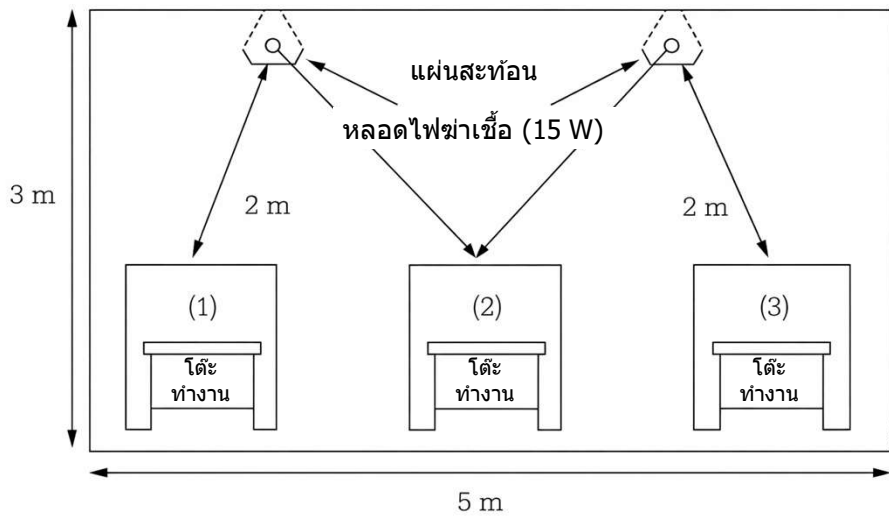 แผ่นสะท้อน
หลอดไฟฆ่าเชื้อ (15 W)
3 m
2 m
2 m
(1)
(2)
(3)
โต๊ะ
ทำงาน
โต๊ะ
ทำงาน
โต๊ะ
ทำงาน
5 m